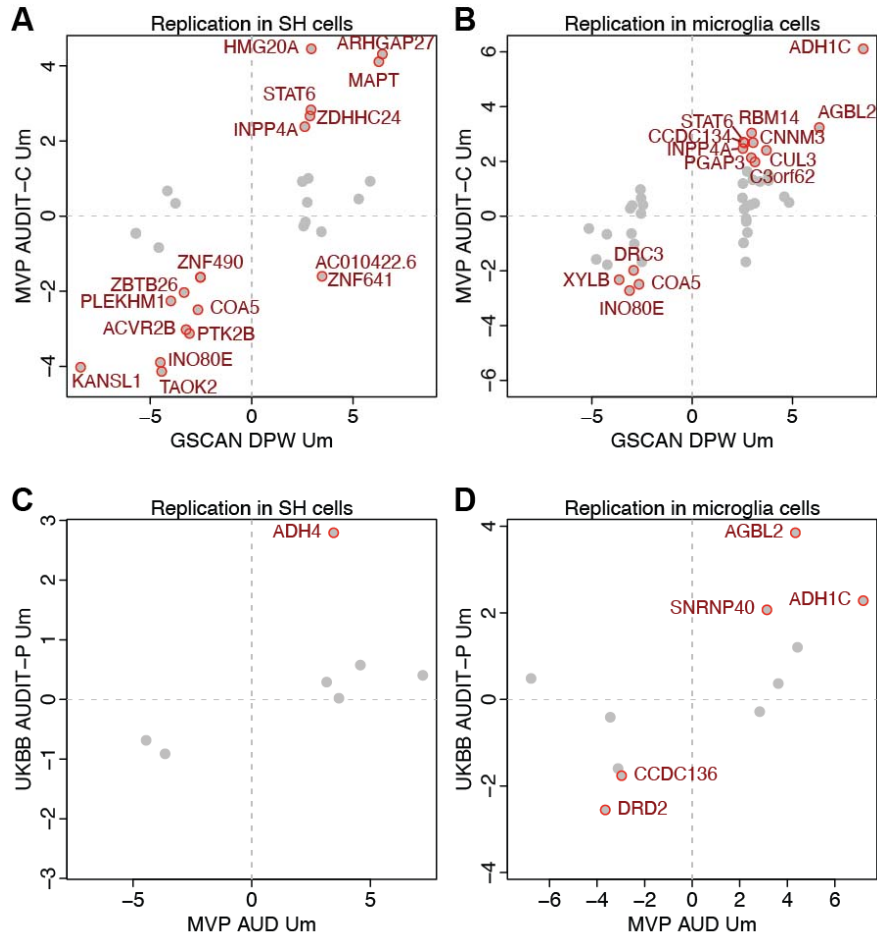 A
Replication in SH cells
HMG20A
ARHGAP27
MAPT
STAT6
ZDHHC24
INPP4A
ZNF490
AC010422.6
ZNF641
ZBTB26
PLEKHM1
COA5
ACVR2B
PTK2B
INO80E
KANSL1
TAOK2
4
2
0
−2
−4
−5
0
5
MVP AUDIT−C Um
GSCAN DPW Um
B
Replication in microglia cells
ADH1C
AGBL2
STAT6
RBM14
CCDC134
CNNM3
INPP4A
PGAP3
CUL3
C3orf62
DRC3
XYLB
COA5
INO80E
6
4
2
0
−2
−4
−6
−5
0
5
MVP AUDIT−C Um
GSCAN DPW Um
C
Replication in SH cells
ADH4
3
2
1
0
−1
−2
−3
−5
0
5
UKBB AUDIT−P Um
MVP AUD Um
D
Replication in microglia cells
AGBL2
SNRNP40
ADH1C
CCDC136
DRD2
4
2
0
−2
−4
−6
−4
−2
0
2
4
6
UKBB AUDIT−P Um
MVP AUD Um